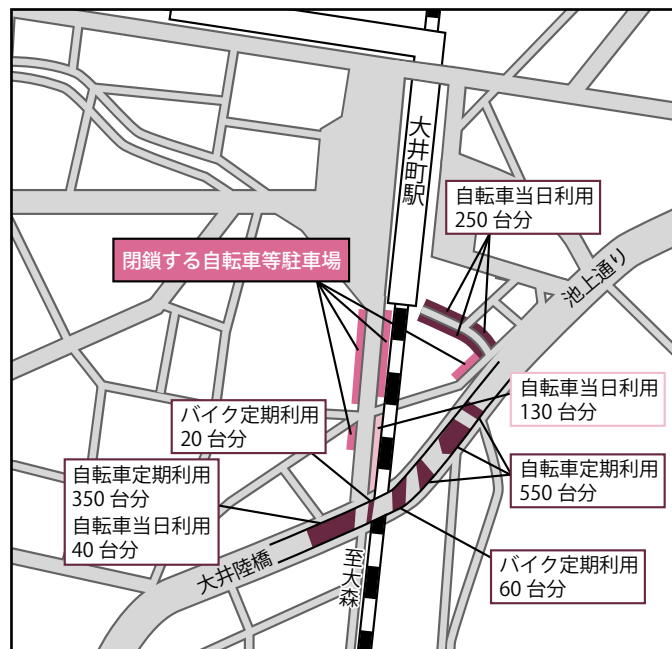 大井町駅
自転車当日利用
250 台分
閉鎖する自転車等駐車場
池上通り
自転車当日利用
130 台分
バイク定期利用
20 台分
自転車定期利用
350 台分
自転車当日利用
40 台分
自転車定期利用
550 台分
大井陸橋
至大森
バイク定期利用
60 台分